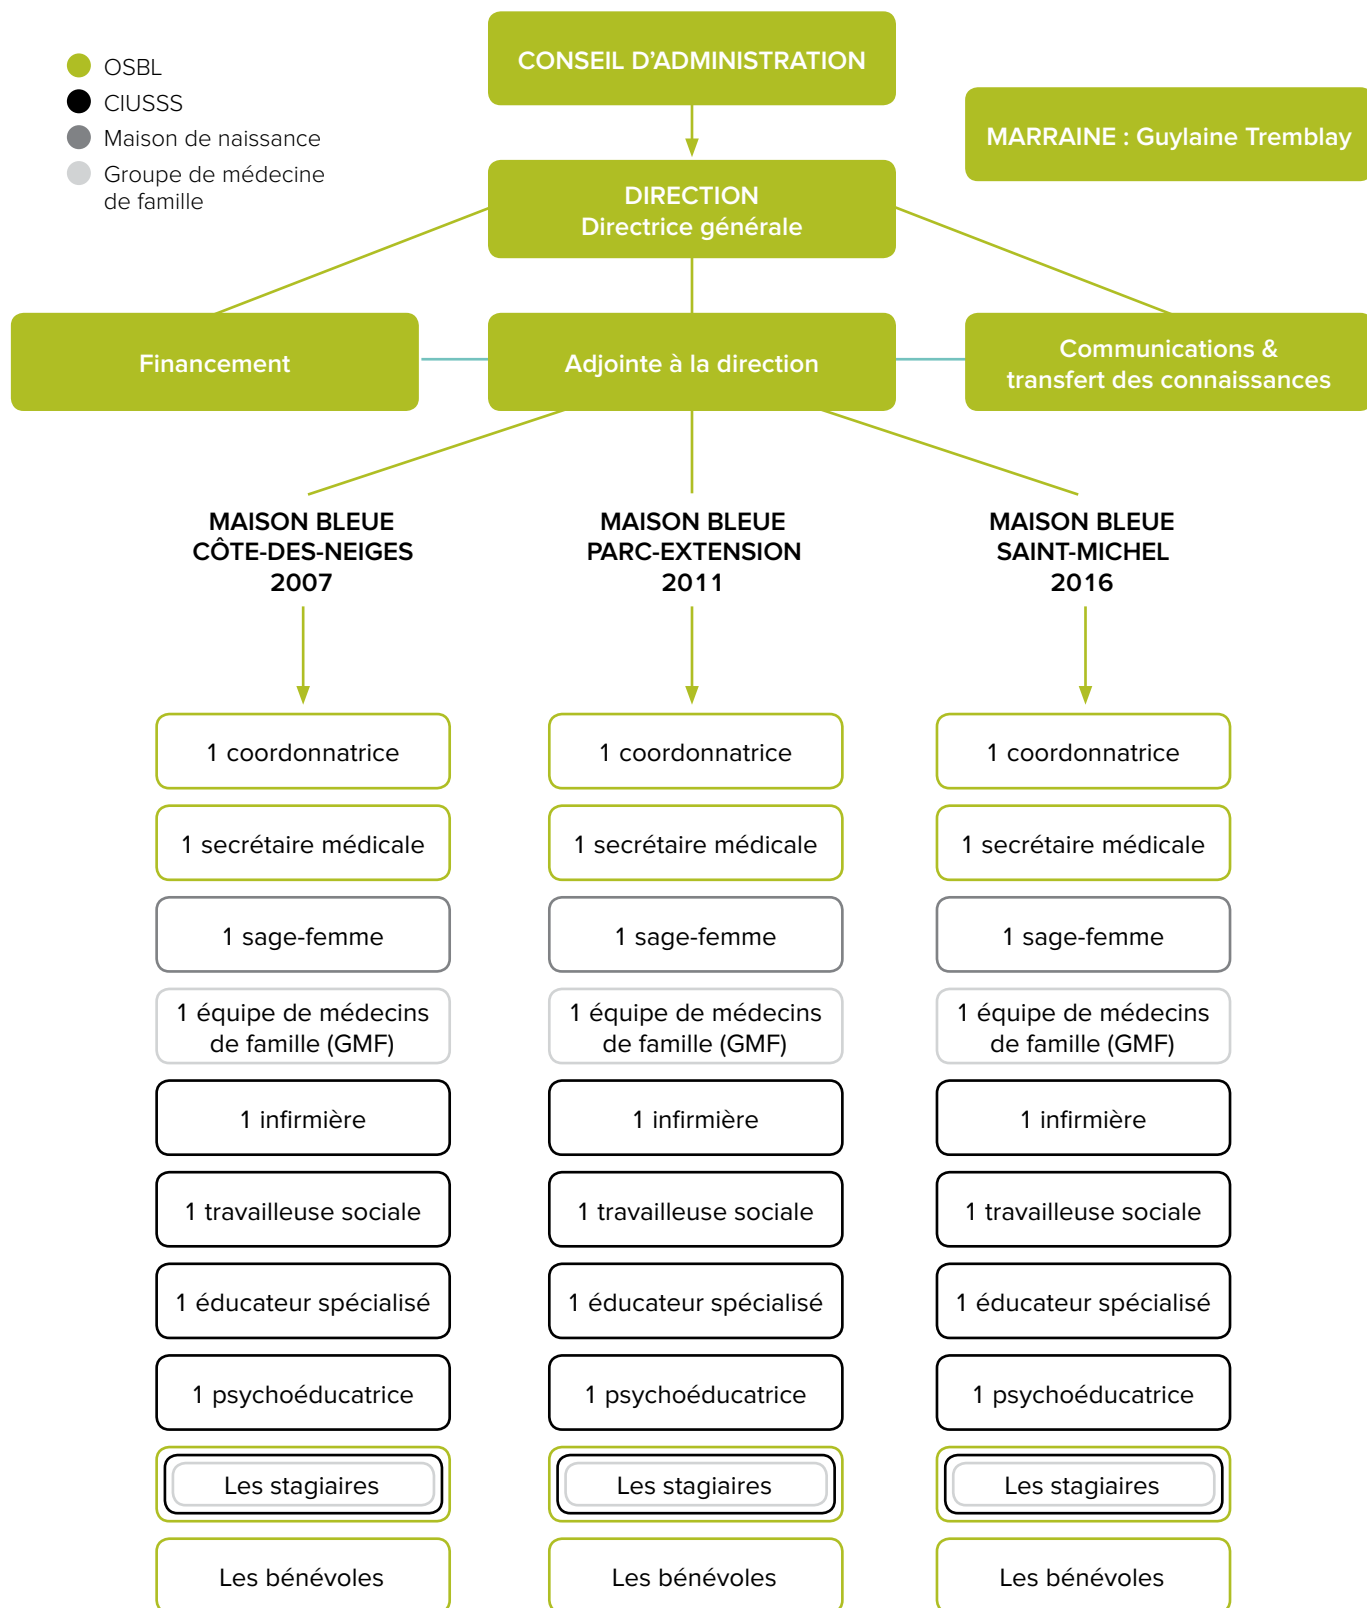 OSBL
CIUSSS
Maison de naissance
Groupe de médecine
de famille
CONSEIL D’ADMINISTRATION
MARRAINE : Guylaine Tremblay
DIRECTION
Directrice générale
Financement
Adjointe à la direction
Communications &
transfert des connaissances
MAISON BLEUE
CÔTE-DES-NEIGES
2007
MAISON BLEUE
PARC-EXTENSION
2011
MAISON BLEUE
SAINT-MICHEL
2016
1 coordonnatrice
1 secrétaire médicale
1 sage-femme
1 équipe de médecins
de famille (GMF)
1 infirmière
1 travailleuse sociale
1 éducateur spécialisé
1 psychoéducatrice
Les stagiaires
Les bénévoles
1 coordonnatrice
1 secrétaire médicale
1 sage-femme
1 équipe de médecins
de famille (GMF)
1 infirmière
1 travailleuse sociale
1 éducateur spécialisé
1 psychoéducatrice
Les stagiaires
Les bénévoles
1 coordonnatrice
1 secrétaire médicale
1 sage-femme
1 équipe de médecins
de famille (GMF)
1 infirmière
1 travailleuse sociale
1 éducateur spécialisé
1 psychoéducatrice
Les stagiaires
Les bénévoles